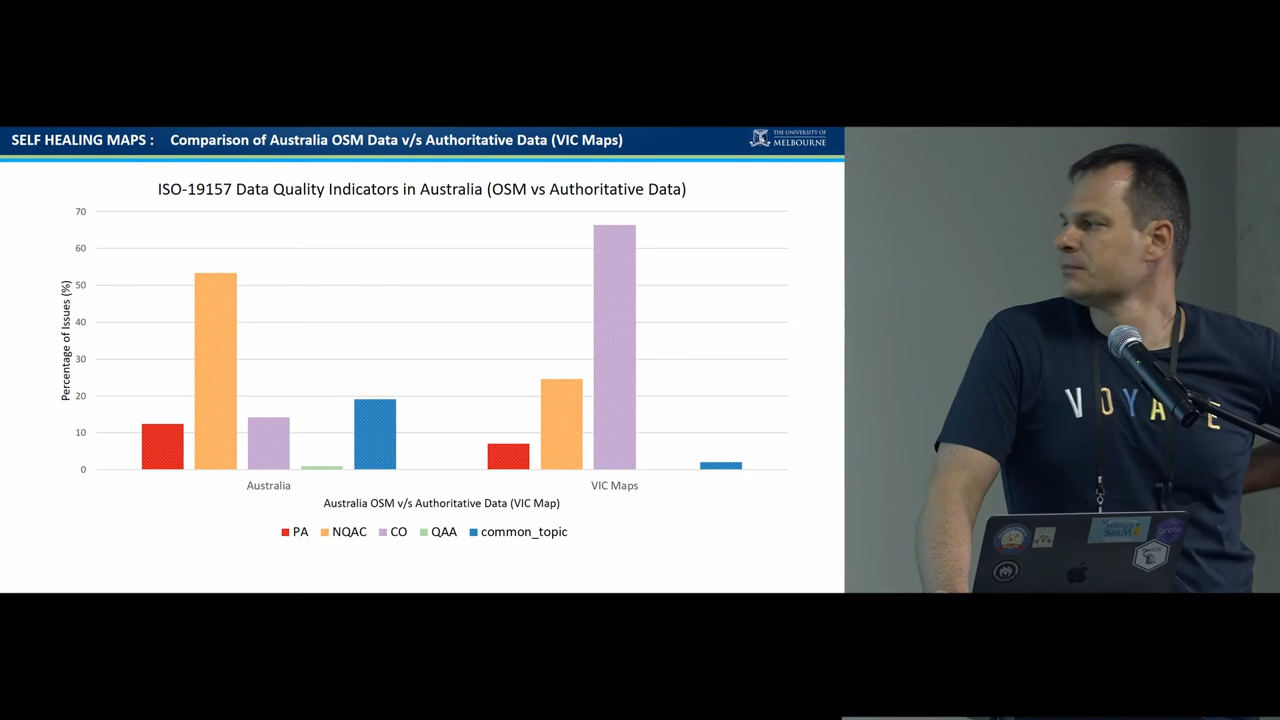 SELF HEALING MAPS : Comparison of Australia OSM Data v/s Authoritative Data (VIC Maps)
THE UNIVERSITY OF
MELBOURNE
ISO-19157 Data Quality Indicators in Australia (OSM vs Authoritative Data)
Percentage of Issues (%)
70
60
50
40
30
20
10
0
Australia
VIC Maps
Australia OSM v/s Authoritative Data (VIC Map)
PA
NQAC
CO
QAA
common_topic
greta